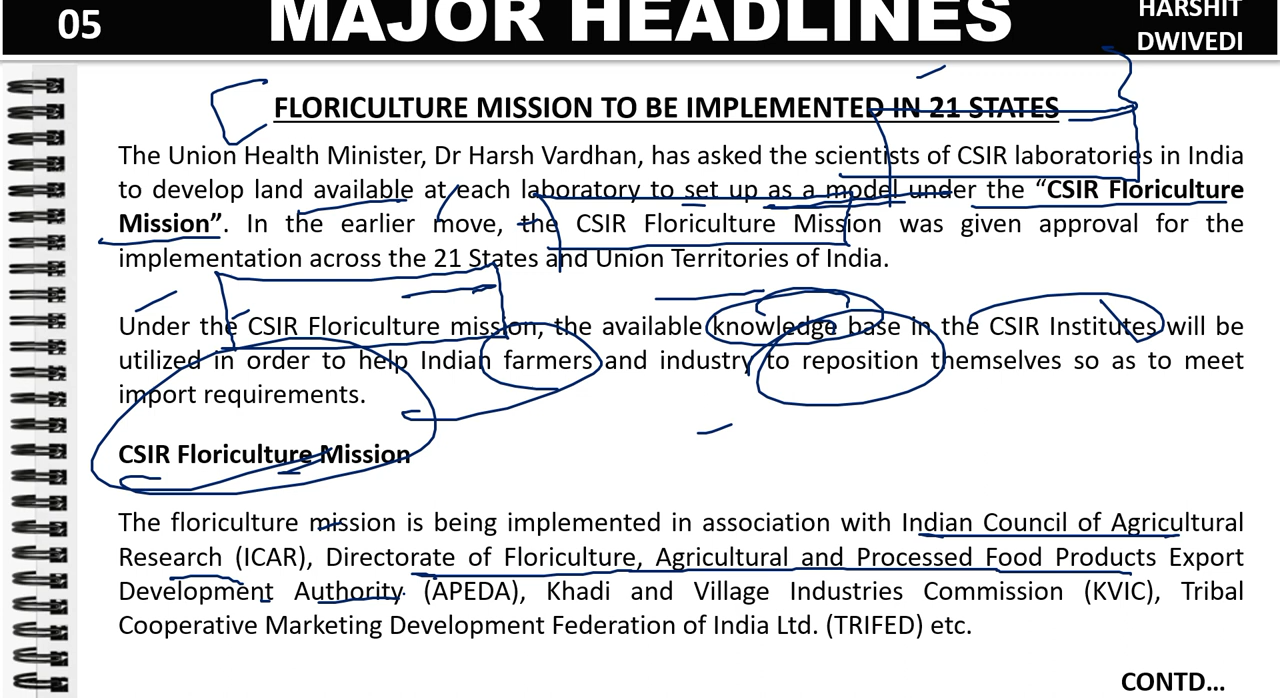 05
MAJOR HEADLINES
HARSHIT
DWIVEDI
FLORICULTURE MISSION TO BE IMPLEMENTED IN 21 STATES
The Union Health Minister, Dr Harsh Vardhan, has asked the scientists of CSIR laboratories in India
to develop land available at each laboratory to set up as a model under the “CSIR Floriculture
Mission”. In the earlier move, the CSIR Floriculture Mission was given approval for the
implementation across the 21 States and Union Territories of India.
Under the CSIR Floriculture mission, the available knowledge base in the CSIR Institutes will be
utilized in order to help Indian farmers and industry to reposition themselves so as to meet
import requirements.
CSIR Floriculture Mission
The floriculture mission is being implemented in association with Indian Council of Agricultural
Research (ICAR), Directorate of Floriculture, Agricultural and Processed Food Products Export
Development Authority (APEDA), Khadi and Village Industries Commission (KVIC), Tribal
Cooperative Marketing Development Federation of India Ltd. (TRIFED) etc.
CONTD...